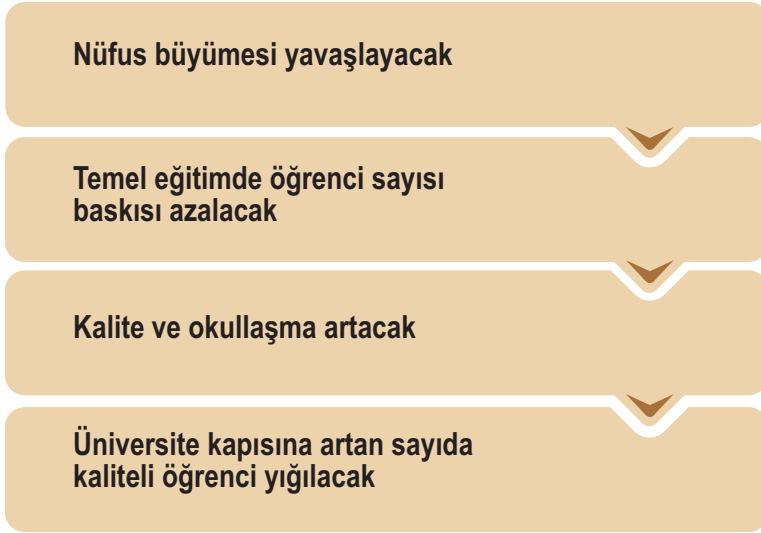 Nüfus büyümesi yavaşlayacak
Temel eğitimde öğrenci sayısı
baskısı azalacak
Kalite ve okullaşma artacak
Üniversite kapısına artan sayıda
kaliteli öğrenci yığılacak